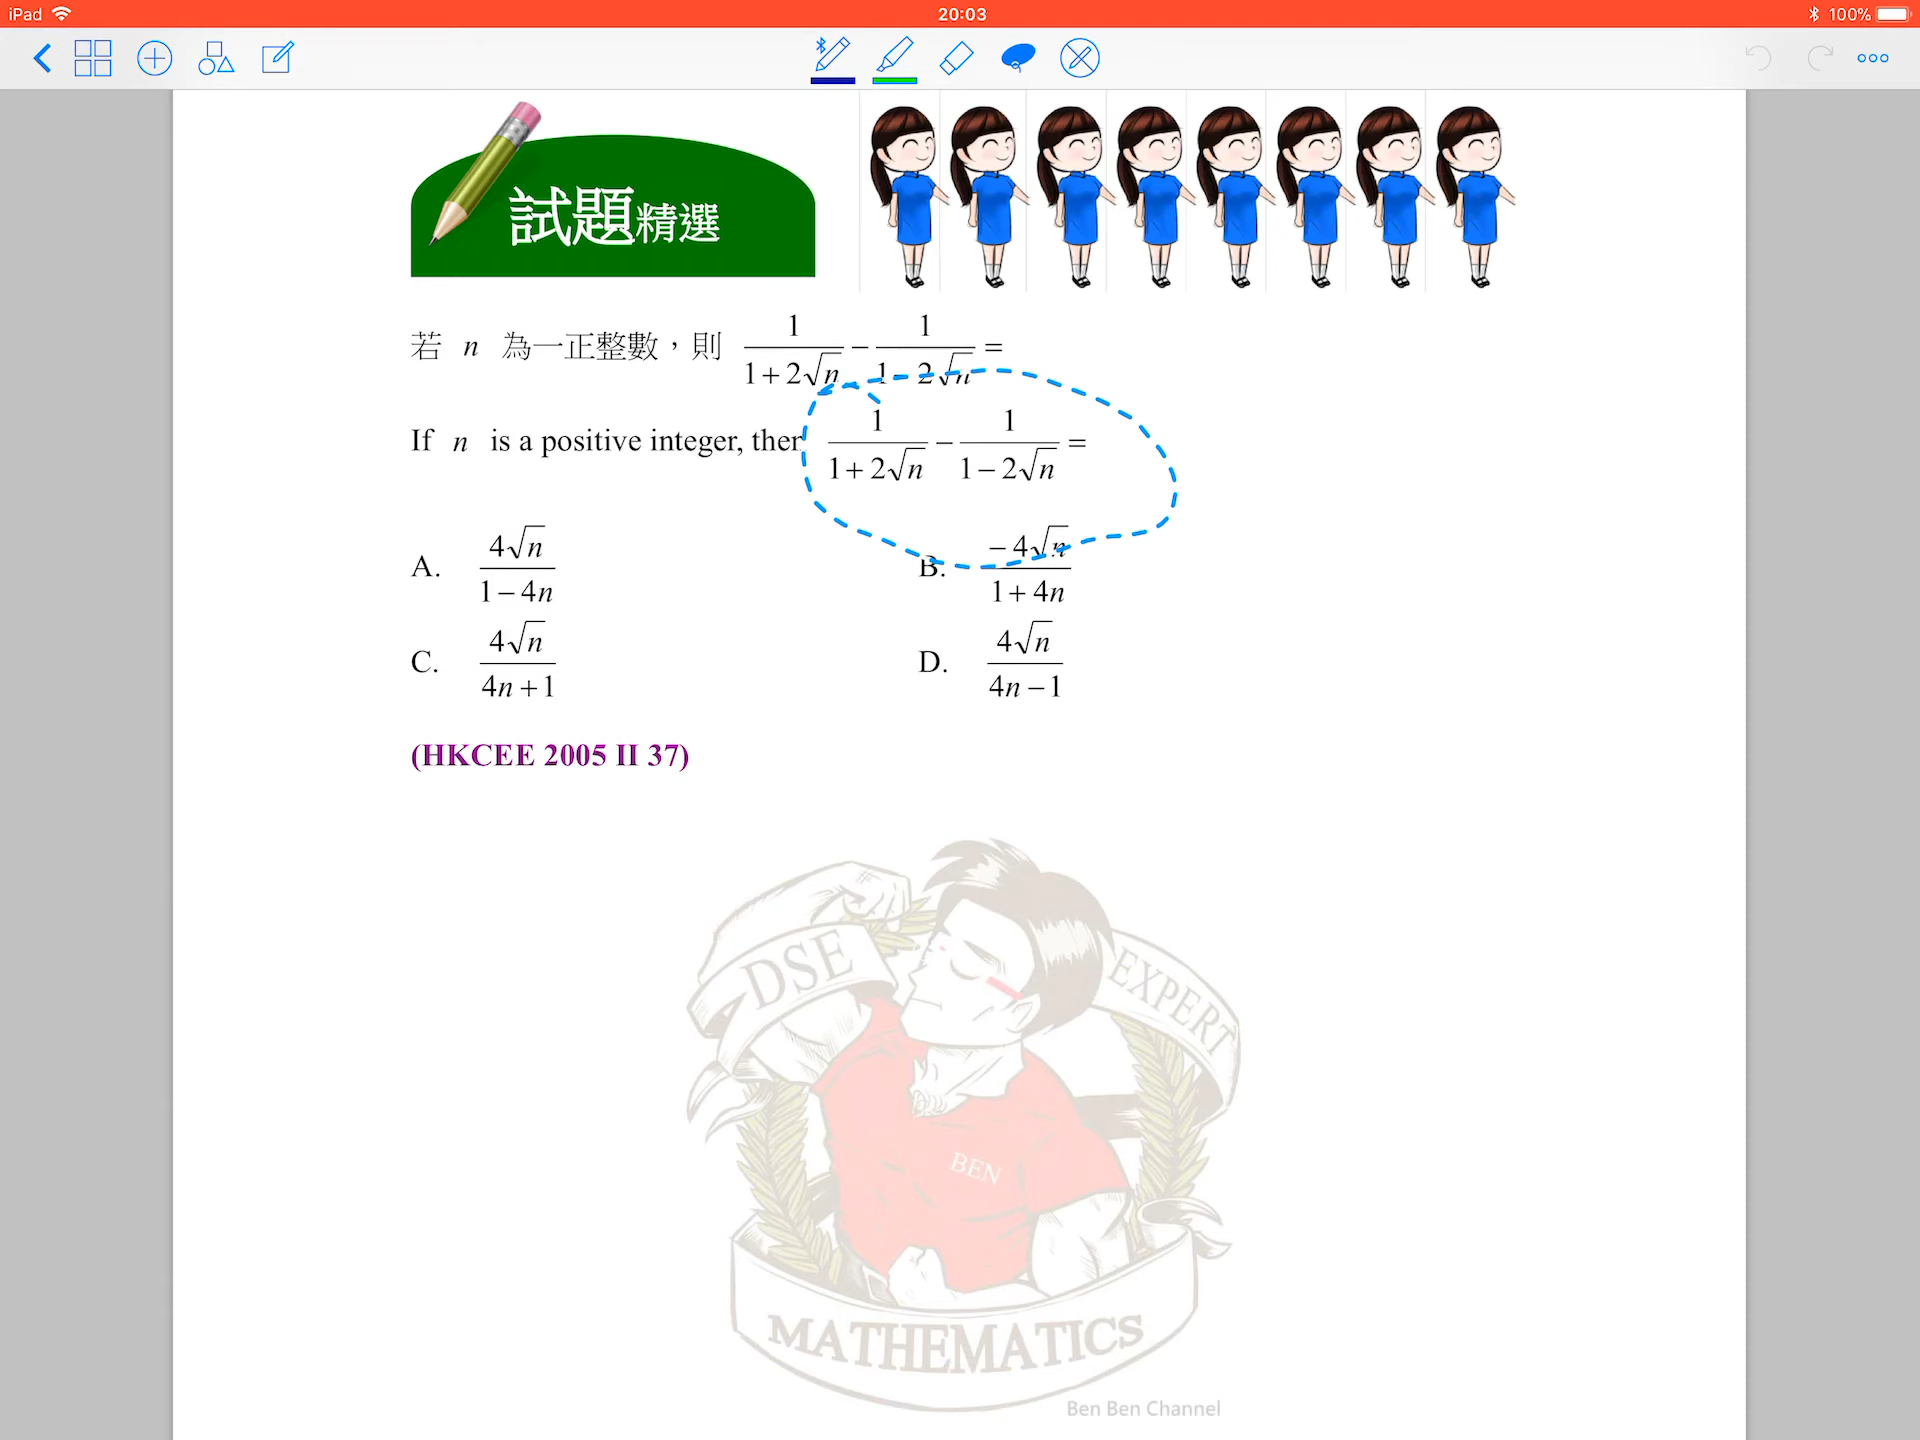 iPad 20:03 100%
試題精選
若 n 為一正整數，則 1/(1+2√n) − 1/(1−2√n) =
If n is a positive integer, then 1/(1+2√n) − 1/(1−2√n) =
A. 4√n/(1−4n) B. −4√n/(1+4n)
C. 4√n/(4n+1) D. 4√n/(4n−1)
(HKCEE 2005 II 37)
DSE EXPERT
BEN
MATHEMATICS
Ben Ben Channel